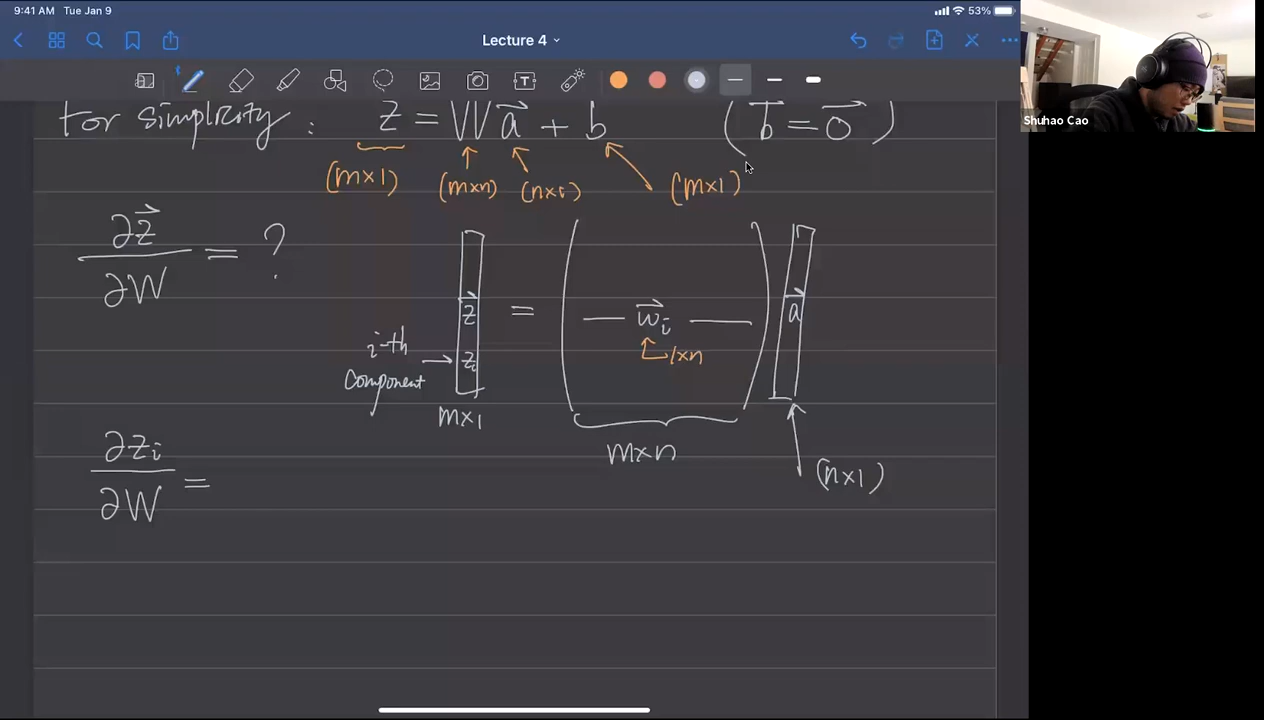 9:41 AM Tue Jan 9
53%
Lecture 4
Shuhao Cao
For simplicity : z⃗ = W a⃗ + b ( b⃗ = 0⃗ )
(m×1) (m×n) (n×1) (m×1)
∂z⃗/∂W = ?
z⃗ = ( — w⃗ᵢ — ) a⃗
1×n
i-th component → zᵢ
m×1
m×n
(n×1)
∂zᵢ/∂W =